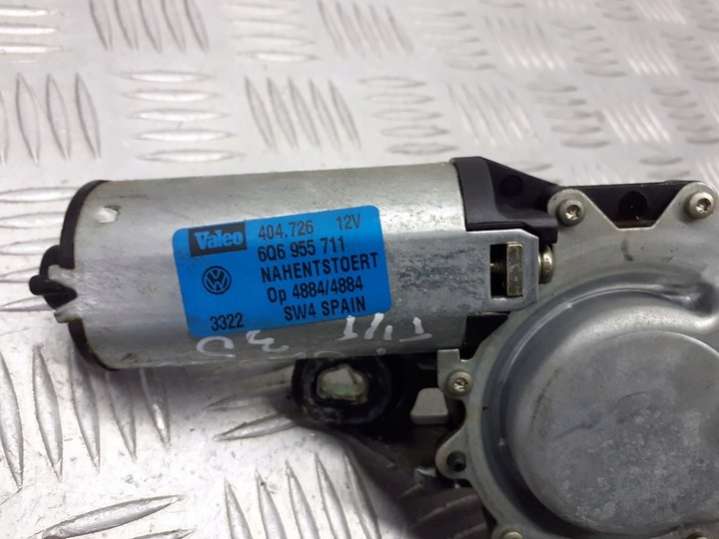 Valeo 404.726 12V
6Q6 955 711
NAHENTSTOERT
Op 4884/4884
3322 SW4 SPAIN